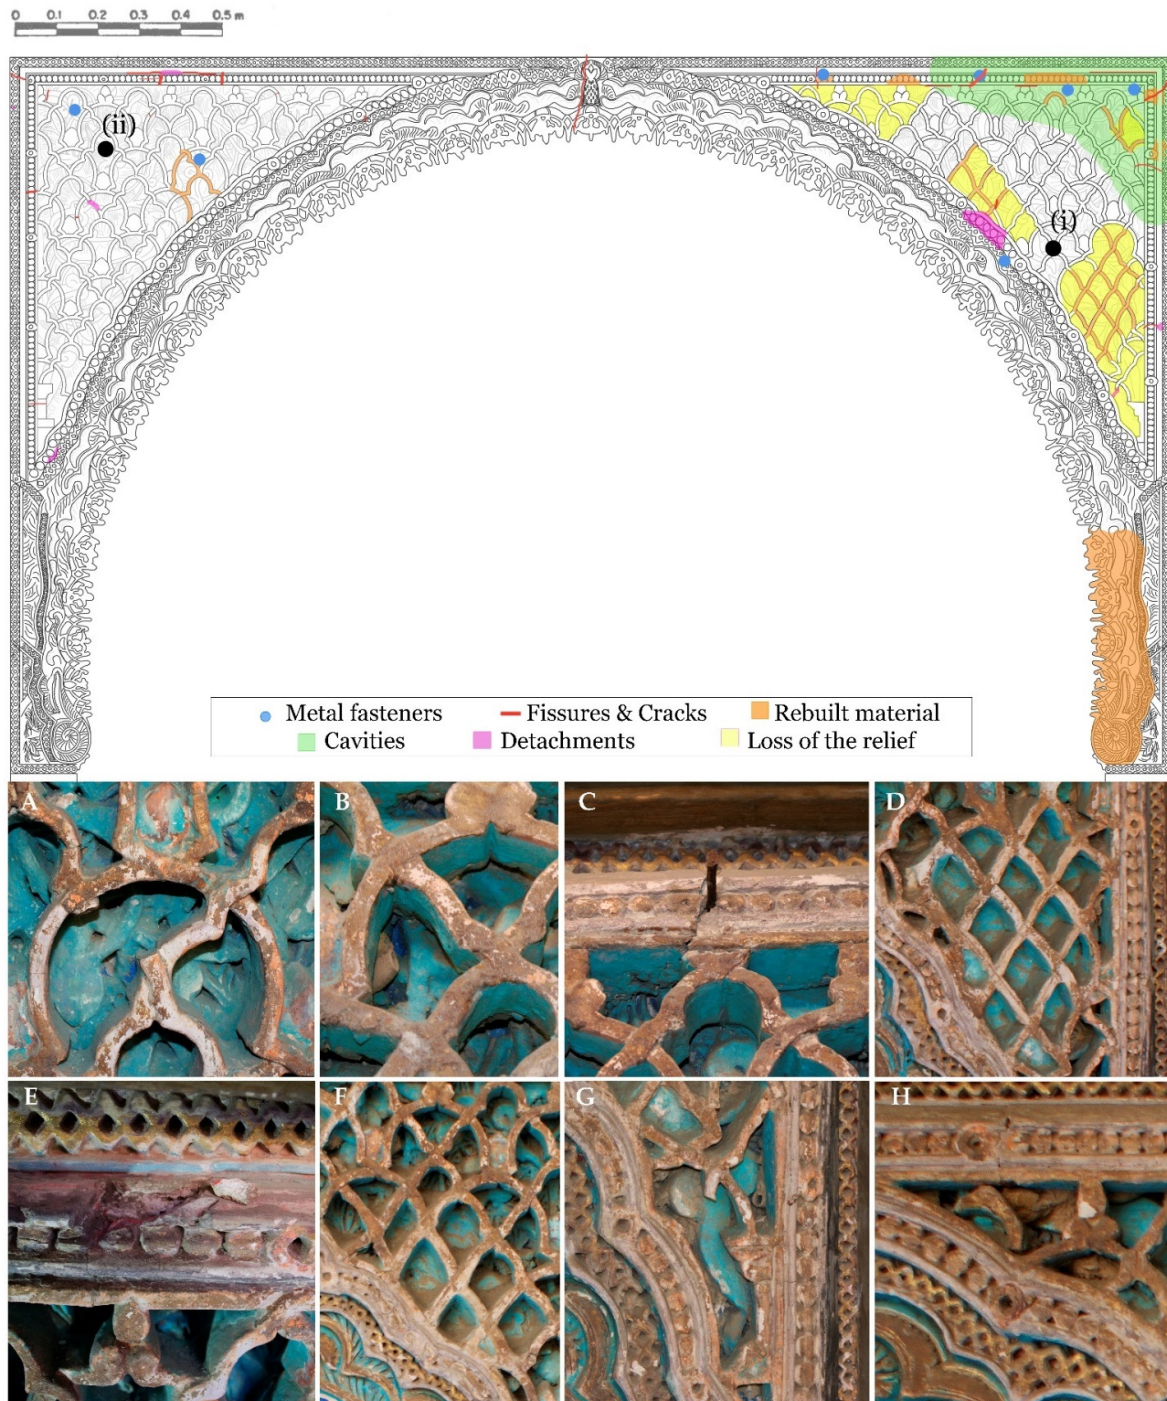 0 0.1 0.2 0.3 0.4 0.5 m
(ii)
(i)
Metal fasteners Fissures & Cracks Rebuilt material
Cavities Detachments Loss of the relief
A B C D
E F G H